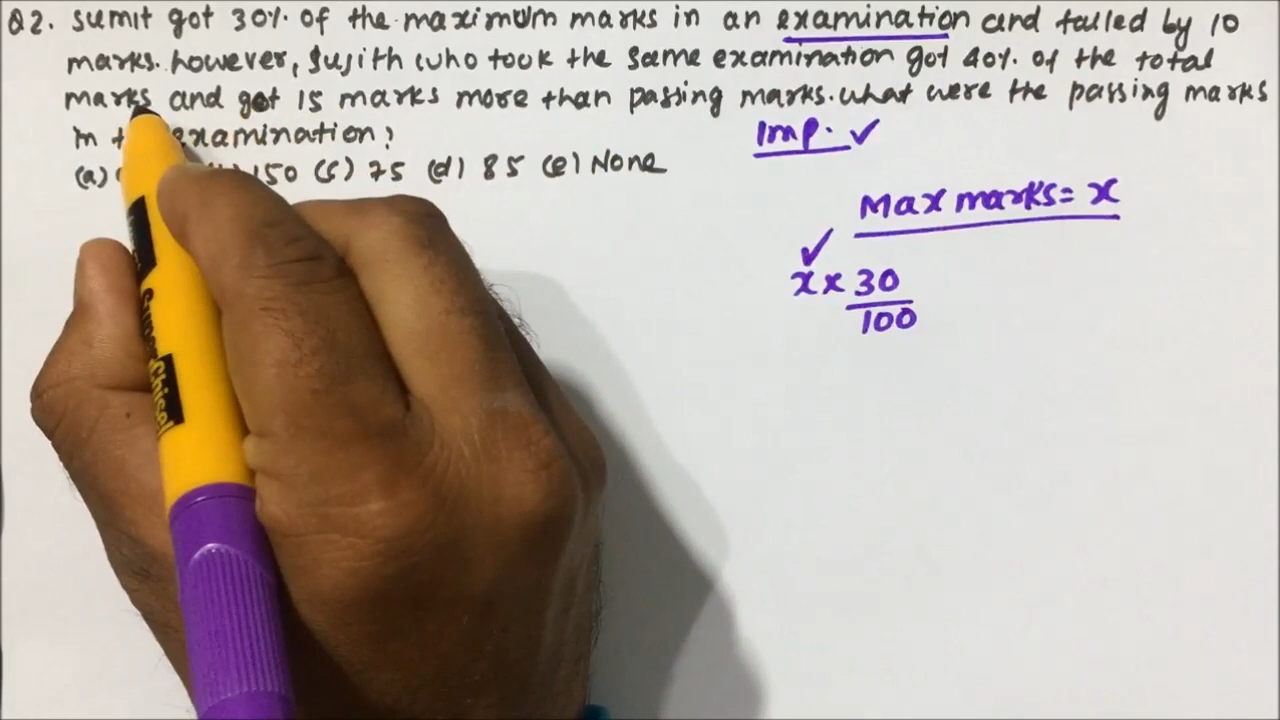 Q2. Sumit got 30%. of the maximum marks in an examination and failed by 10
marks. however, Sujith who took the same examination got 40%. of the total
marks and got 15 marks more than passing marks. what were the passing marks
in examination?
(a) 150 (c) 75 (d) 85 (e) None
Imp. ✓
Max marks = x
✓
x × 30
100